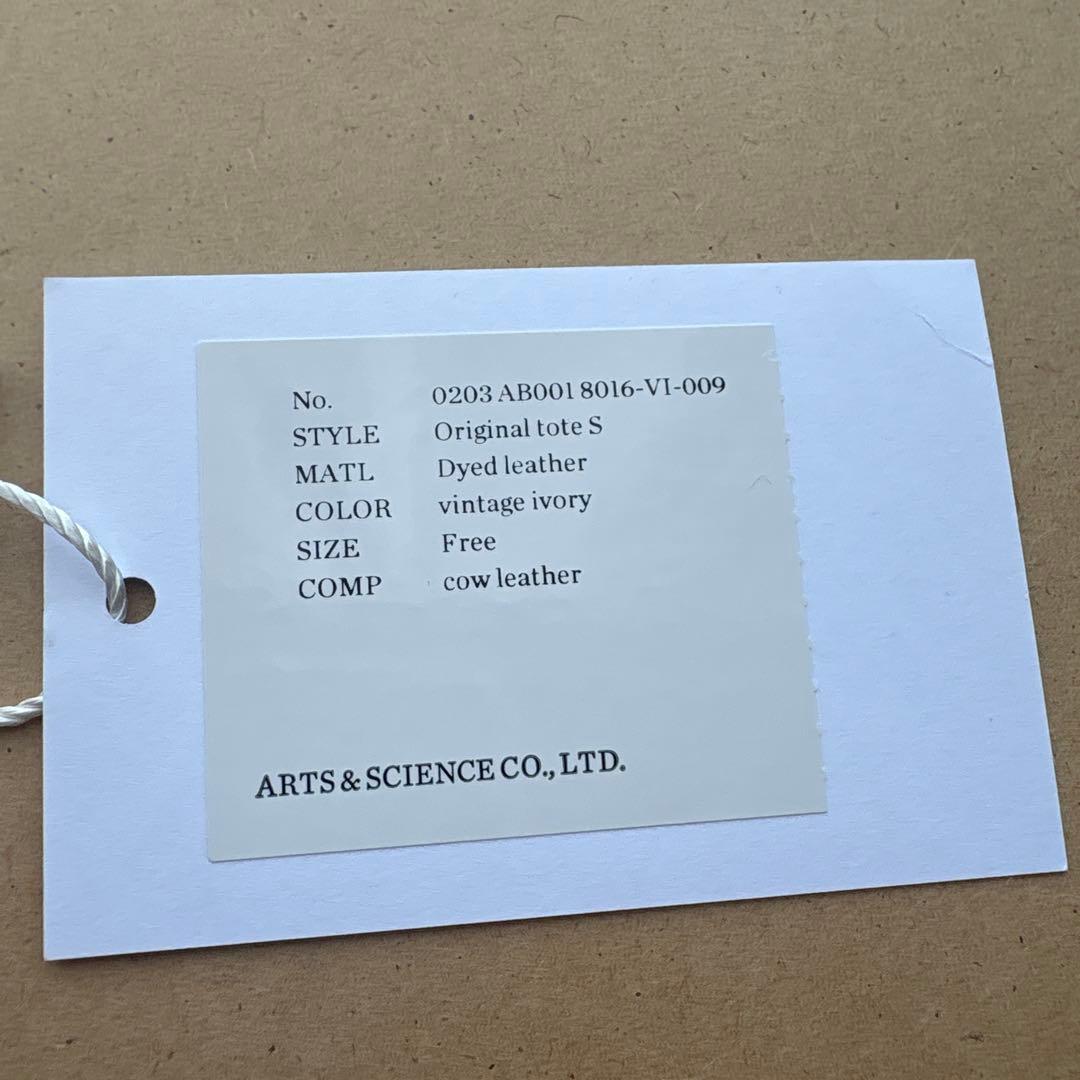 No. 0203 AB001 8016-VI-009
STYLE Original tote S
MATL Dyed leather
COLOR vintage ivory
SIZE Free
COMP cow leather
ARTS & SCIENCE CO., LTD.